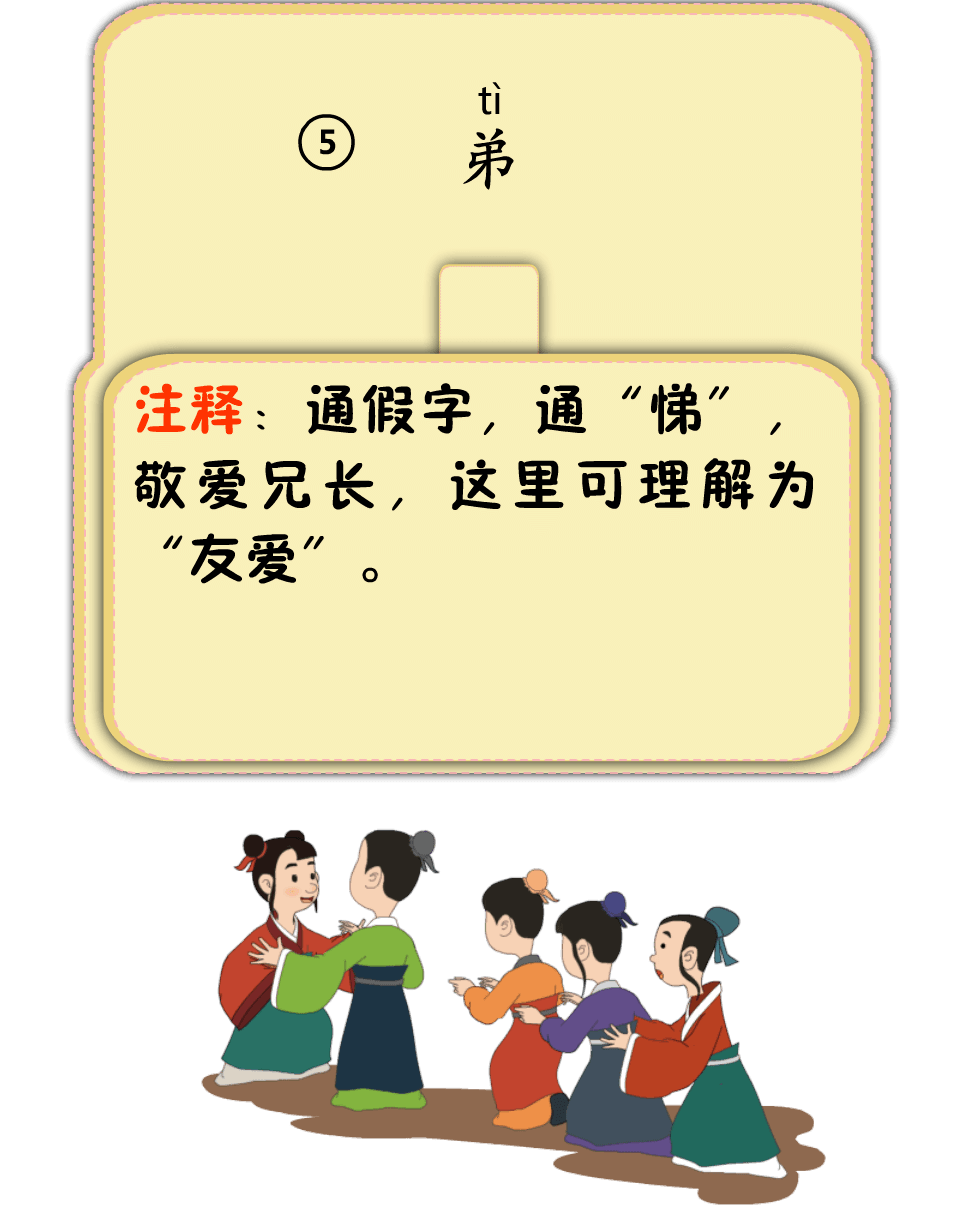 tì
⑤ 弟
注释：通假字，通“悌”，
敬爱兄长，这里可理解为
“友爱”。